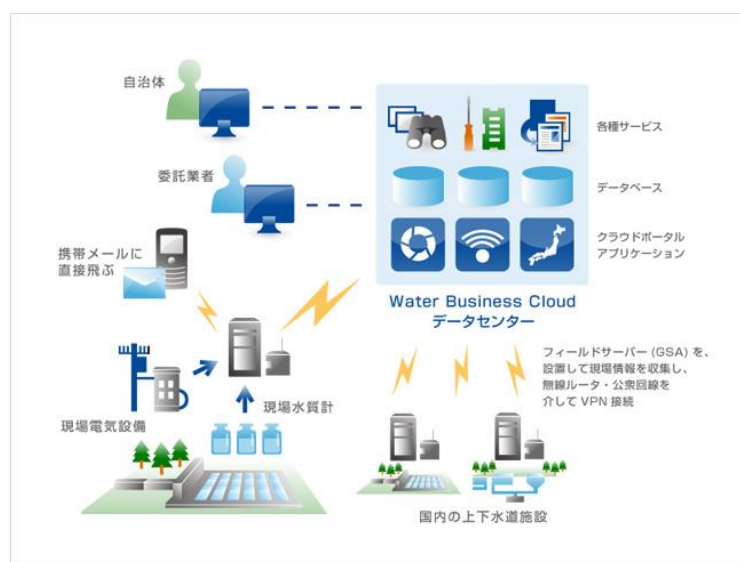 自治体
委託業者
携帯メールに
直接飛ぶ
各種サービス
データベース
クラウドポータル
アプリケーション
Water Business Cloud
データセンター
フィールドサーバー (GSA) を、
設置して現場情報を収集し、
無線ルータ・公衆回線を
介して VPN 接続
現場電気設備
現場水質計
国内の上下水道施設